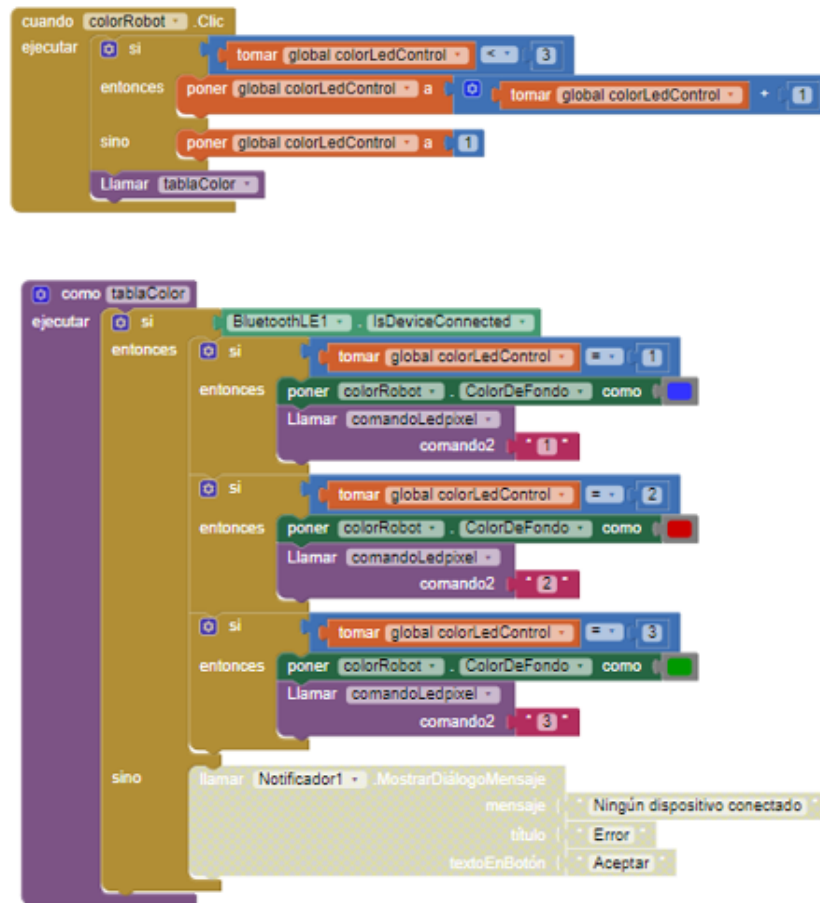 cuando colorRobot .Clic
ejecutar si tomar global colorLedControl < 3
entonces poner global colorLedControl a tomar global colorLedControl + 1
sino poner global colorLedControl a 1
Llamar tablaColor
como tablaColor
ejecutar si BluetoothLE1 . IsDeviceConnected
entonces si tomar global colorLedControl = 1
entonces poner colorRobot . ColorDeFondo como
Llamar comandoLedpixel
comando2 " 1 "
si tomar global colorLedControl = 2
entonces poner colorRobot . ColorDeFondo como
Llamar comandoLedpixel
comando2 " 2 "
si tomar global colorLedControl = 3
entonces poner colorRobot . ColorDeFondo como
Llamar comandoLedpixel
comando2 " 3 "
sino llamar Notificador1 .MostrarDiálogoMensaje
mensaje " Ningún dispositivo conectado "
título " Error "
textoEnBotón " Aceptar "